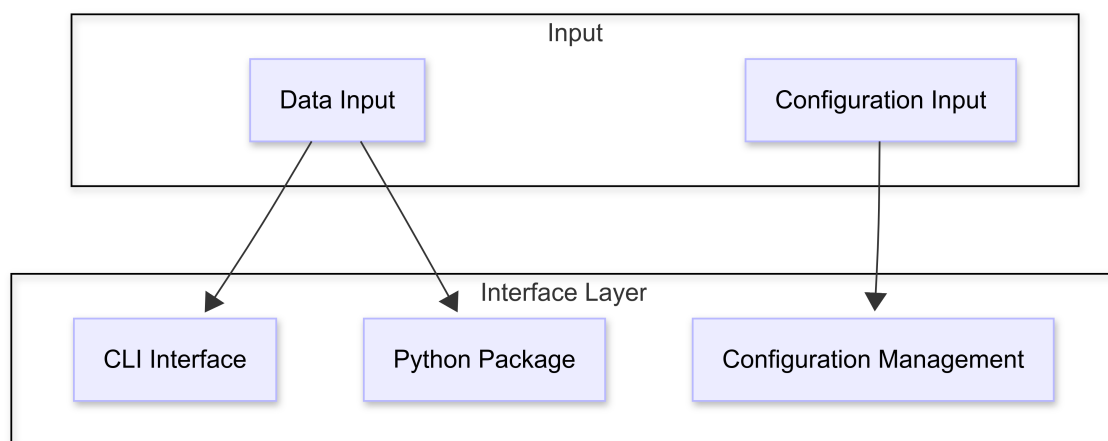 Input
Data Input
Configuration Input
Interface Layer
CLI Interface
Python Package
Configuration Management